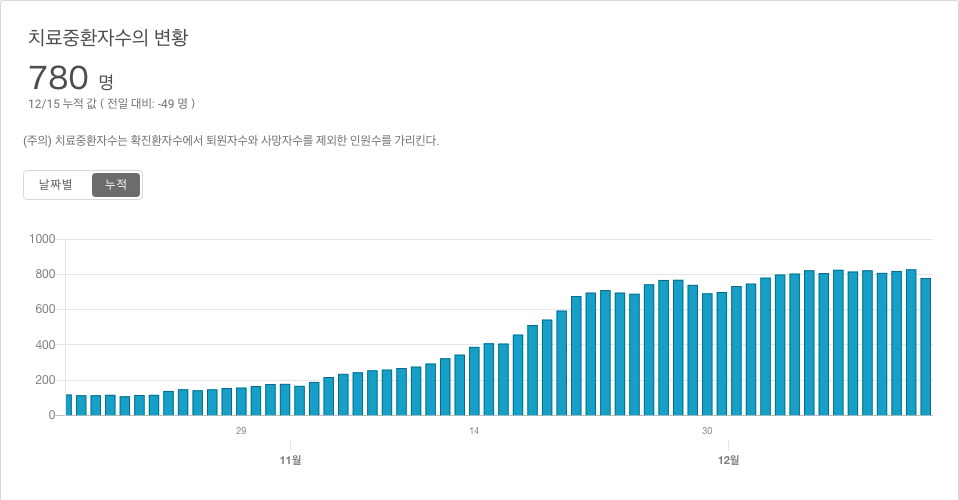 치료중환자수의 변황
780 명
12/15 누적 값 ( 전일 대비: -49 명 )
(주의) 치료중환자수는 확진환자수에서 퇴원자수와 사망자수를 제외한 인원수를 가리킨다.
날짜별 누적
1000
800
600
400
200
0
29 14 30
11월 12월